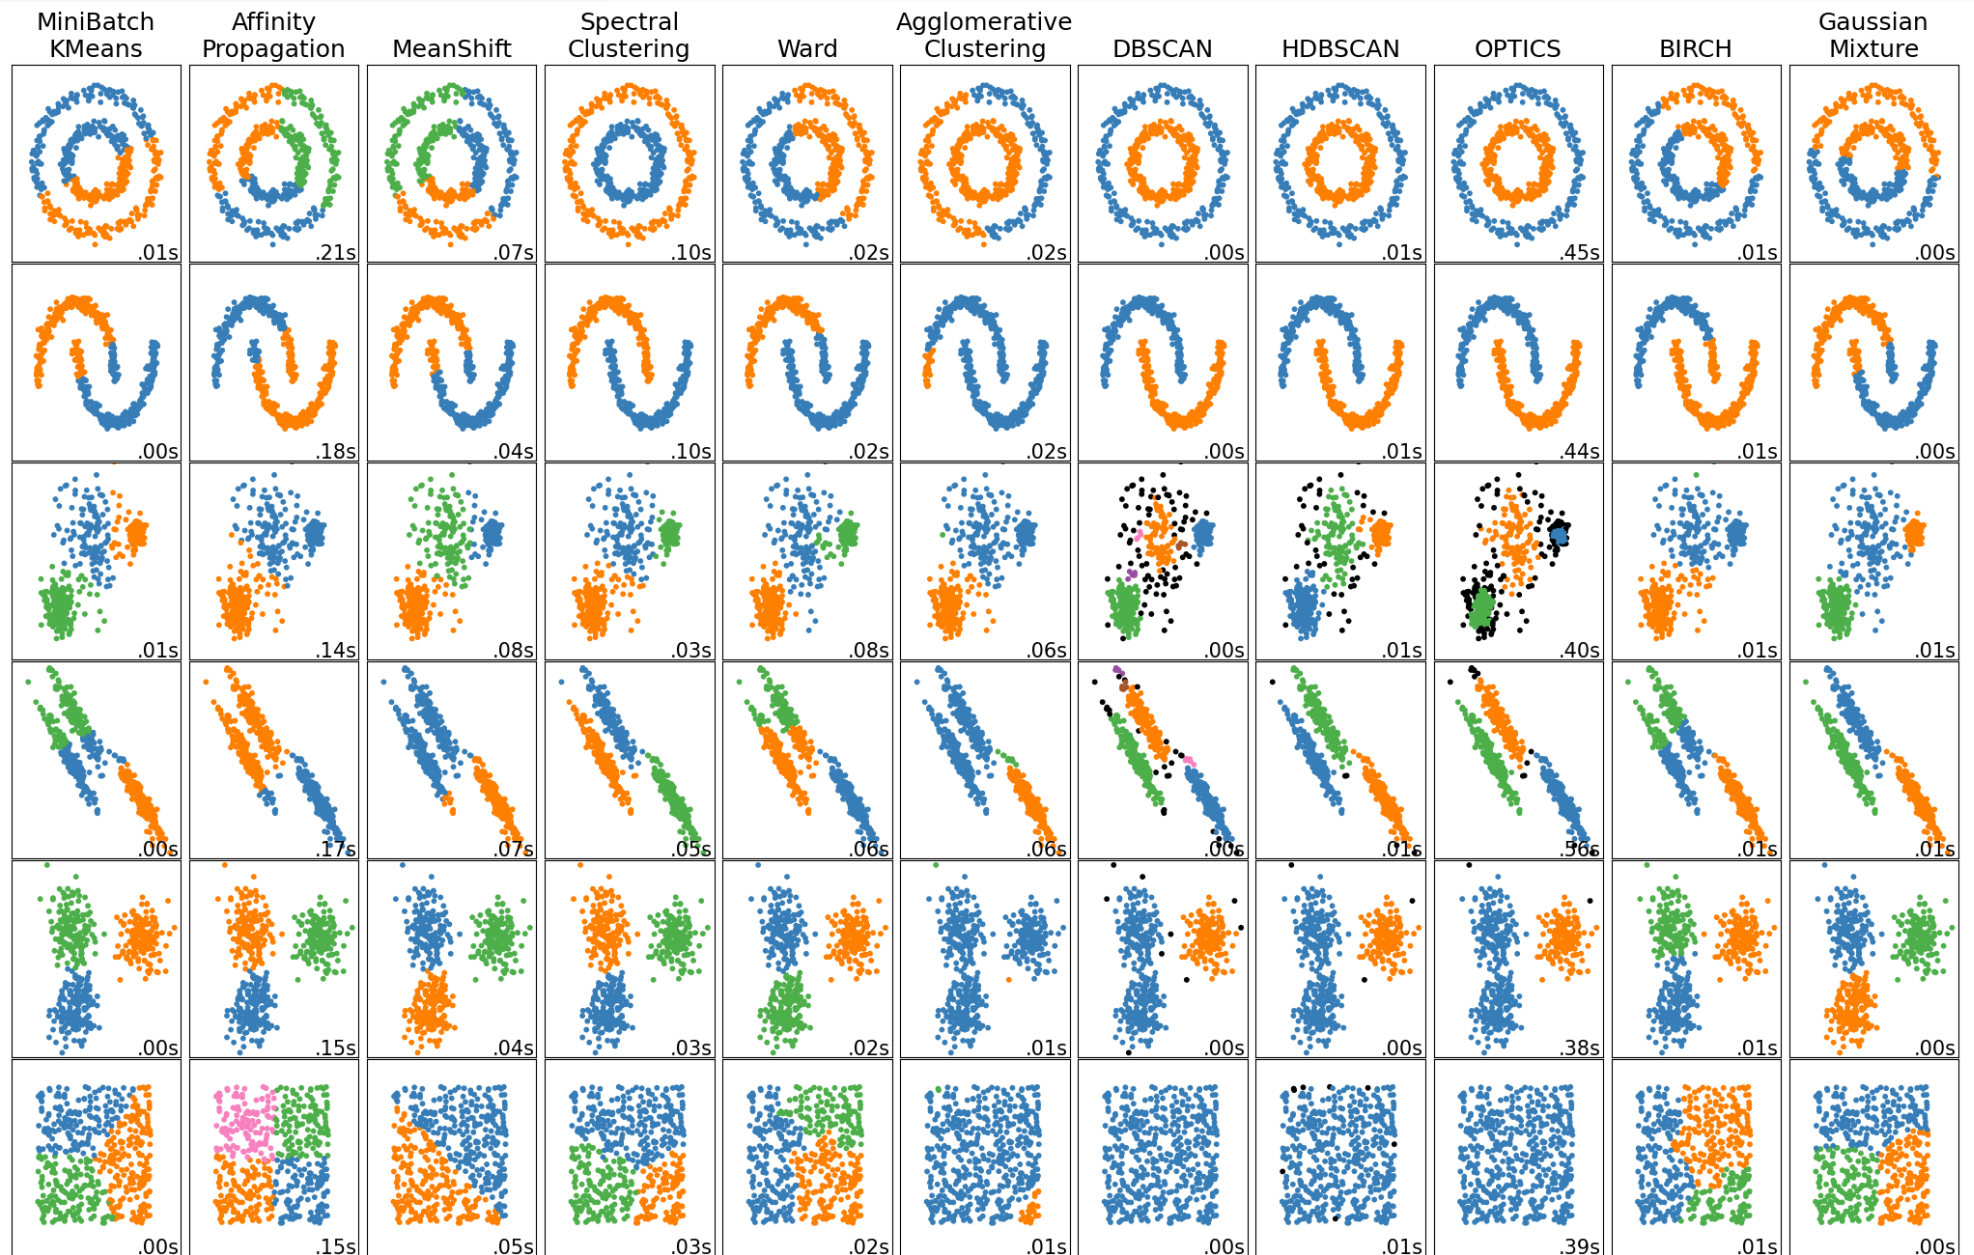 MiniBatch
KMeans
Affinity
Propagation
MeanShift
Spectral
Clustering
Ward
Agglomerative
Clustering
DBSCAN
HDBSCAN
OPTICS
BIRCH
Gaussian
Mixture
.01s
.21s
.07s
.10s
.02s
.02s
.00s
.01s
.45s
.01s
.00s
.00s
.18s
.04s
.10s
.02s
.02s
.00s
.01s
.44s
.01s
.00s
.01s
.14s
.08s
.03s
.08s
.06s
.00s
.01s
.40s
.01s
.01s
.00s
.17s
.07s
.05s
.06s
.06s
.00s
.01s
.56s
.01s
.01s
.00s
.15s
.04s
.03s
.02s
.01s
.00s
.00s
.38s
.01s
.00s
.00s
.15s
.05s
.03s
.02s
.01s
.00s
.01s
.39s
.01s
.00s